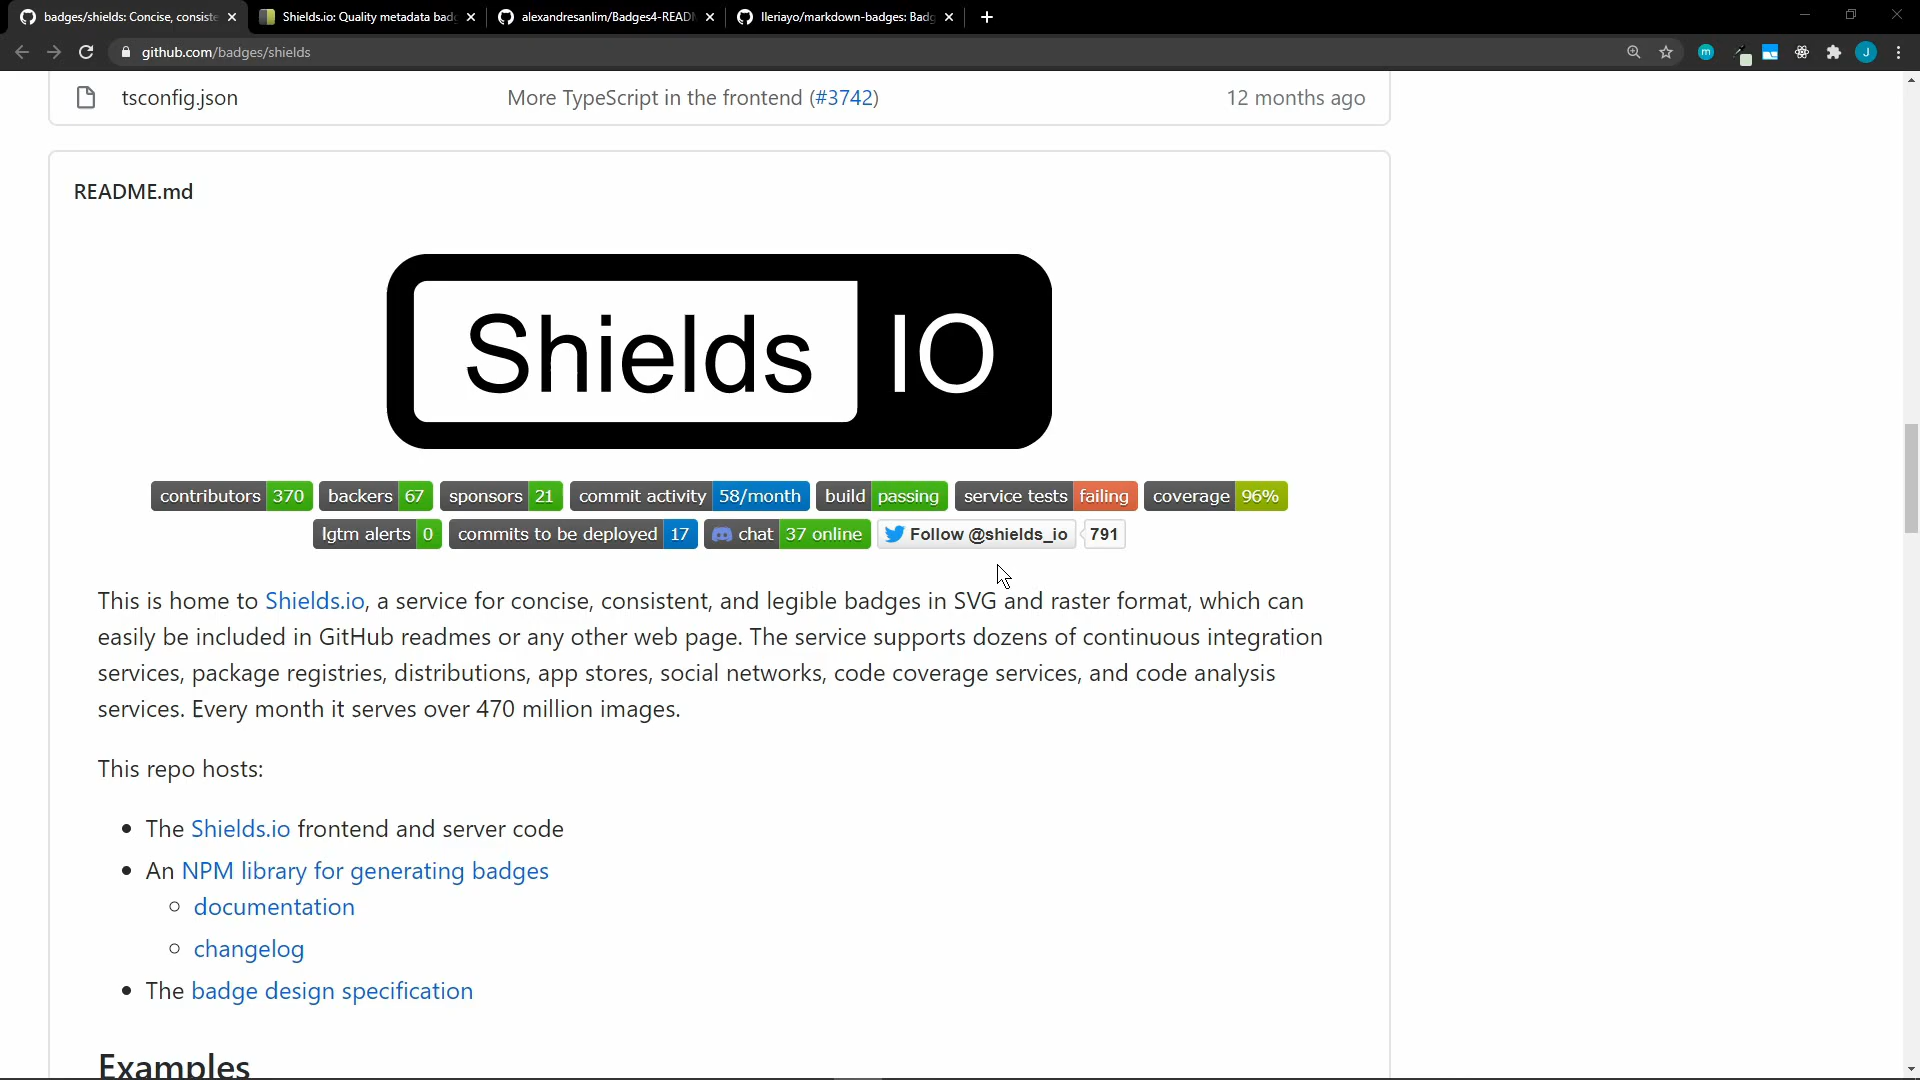 badges/shields: Concise, consiste
Shields.io: Quality metadata badg
alexandresanlim/Badges4-READI
Ileriayo/markdown-badges: Badg
github.com/badges/shields
m
J
tsconfig.json More TypeScript in the frontend (#3742) 12 months ago
README.md
Shields IO
contributors 370 backers 67 sponsors 21 commit activity 58/month build passing service tests failing coverage 96%
lgtm alerts 0 commits to be deployed 17 chat 37 online Follow @shields_io 791
This is home to Shields.io, a service for concise, consistent, and legible badges in SVG and raster format, which can
easily be included in GitHub readmes or any other web page. The service supports dozens of continuous integration
services, package registries, distributions, app stores, social networks, code coverage services, and code analysis
services. Every month it serves over 470 million images.
This repo hosts:
• The Shields.io frontend and server code
• An NPM library for generating badges
◦ documentation
◦ changelog
• The badge design specification
Examples